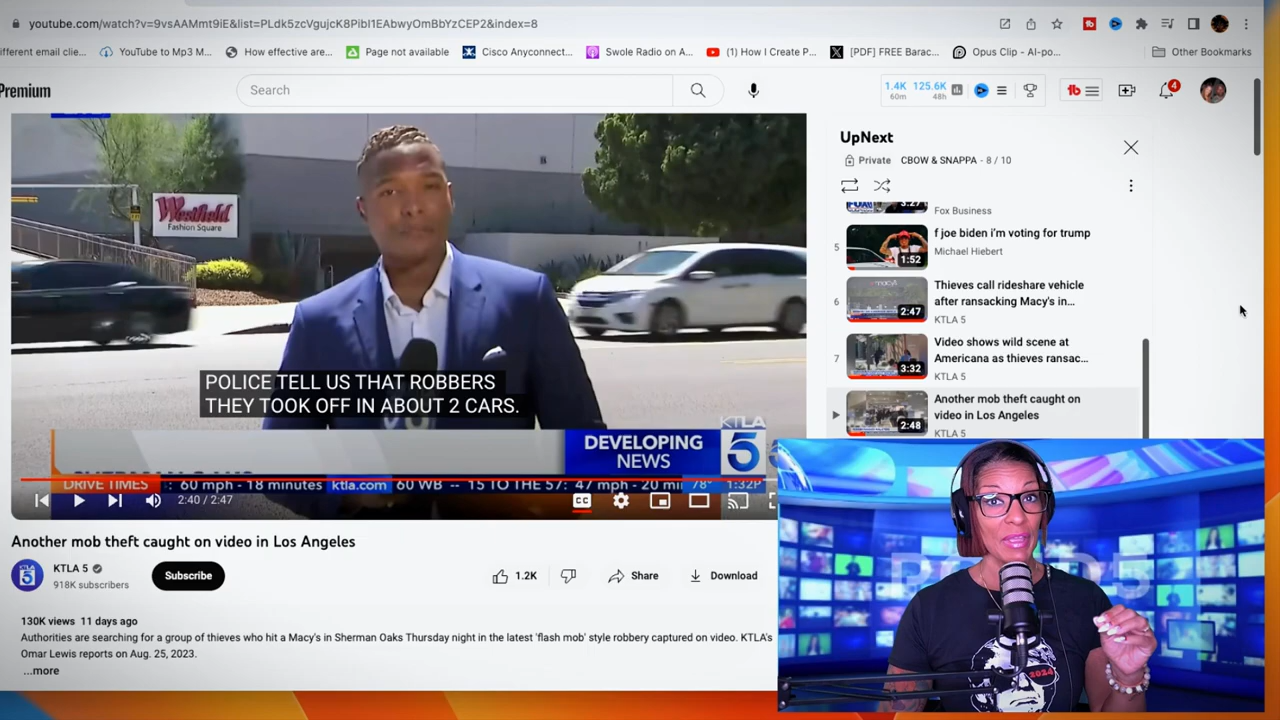 youtube.com/watch?v=9vsAAMmt9iE&list=PLdk5zcVgujcK8PibI1EAbwyOmBbYzCEP2&index=8
ifferent email clie... YouTube to Mp3 M... How effective are... Page not available Cisco Anyconnect... Swole Radio on A... (1) How I Create P... [PDF] FREE Barac... Opus Clip - AI-po... Other Bookmarks
Premium
Search
1.4K 125.6K
60m 48h
4
UpNext
Private CBOW & SNAPPA - 8 / 10
3:27
Fox Business
5
f joe biden i'm voting for trump
Michael Hiebert
1:52
6
Thieves call rideshare vehicle
after ransacking Macy's in...
KTLA 5
2:47
7
Video shows wild scene at
Americana as thieves ransac...
KTLA 5
3:32
Another mob theft caught on
video in Los Angeles
KTLA 5
2:48
Westfield
Fashion Square
POLICE TELL US THAT ROBBERS
THEY TOOK OFF IN ABOUT 2 CARS.
DEVELOPING
NEWS
KTLA
5
DRIVE TIMES : 60 mph - 18 minutes ktla.com 60 WB -- 15 TO THE 57: 47 mph - 20 mi 78° 1:32P
2:40 / 2:47
CC
Another mob theft caught on video in Los Angeles
KTLA 5
918K subscribers
Subscribe
1.2K
Share
Download
130K views 11 days ago
Authorities are searching for a group of thieves who hit a Macy's in Sherman Oaks Thursday night in the latest 'flash mob' style robbery captured on video. KTLA's
Omar Lewis reports on Aug. 25, 2023.
...more
2024